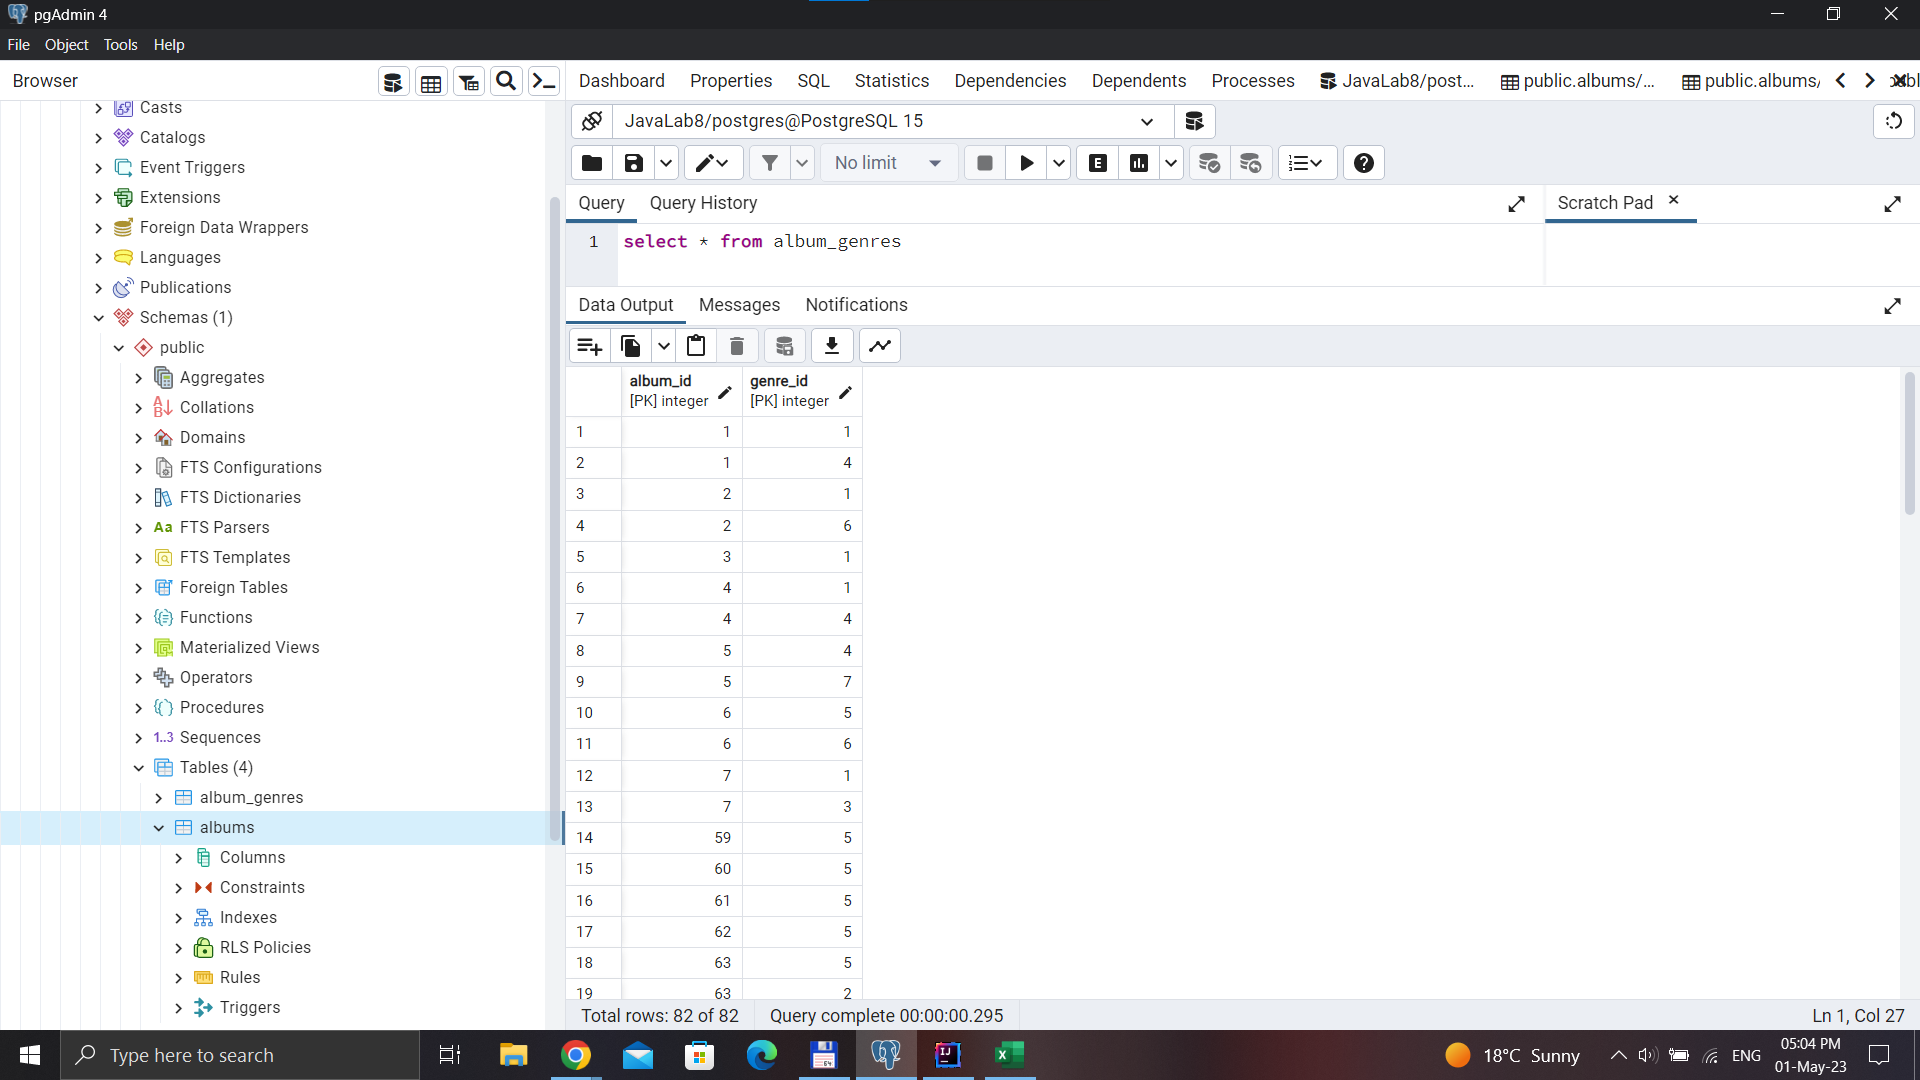 pgAdmin 4
File Object Tools Help
Browser
Dashboard Properties SQL Statistics Dependencies Dependents Processes JavaLab8/post... public.albums/... public.albums/
JavaLab8/postgres@PostgreSQL 15
No limit
E
Query Query History
Scratch Pad
1 select * from album_genres
Data Output Messages Notifications
album_id [PK] integer
genre_id [PK] integer
1 1 1
2 1 4
3 2 1
4 2 6
5 3 1
6 4 1
7 4 4
8 5 4
9 5 7
10 6 5
11 6 6
12 7 1
13 7 3
14 59 5
15 60 5
16 61 5
17 62 5
18 63 5
19 63 2
Total rows: 82 of 82 Query complete 00:00:00.295 Ln 1, Col 27
Casts
Catalogs
Event Triggers
Extensions
Foreign Data Wrappers
Languages
Publications
Schemas (1)
public
Aggregates
Collations
Domains
FTS Configurations
FTS Dictionaries
Aa FTS Parsers
FTS Templates
Foreign Tables
Functions
Materialized Views
Operators
Procedures
1..3 Sequences
Tables (4)
album_genres
albums
Columns
Constraints
Indexes
RLS Policies
Rules
Triggers
Type here to search
18°C Sunny
ENG
05:04 PM
01-May-23